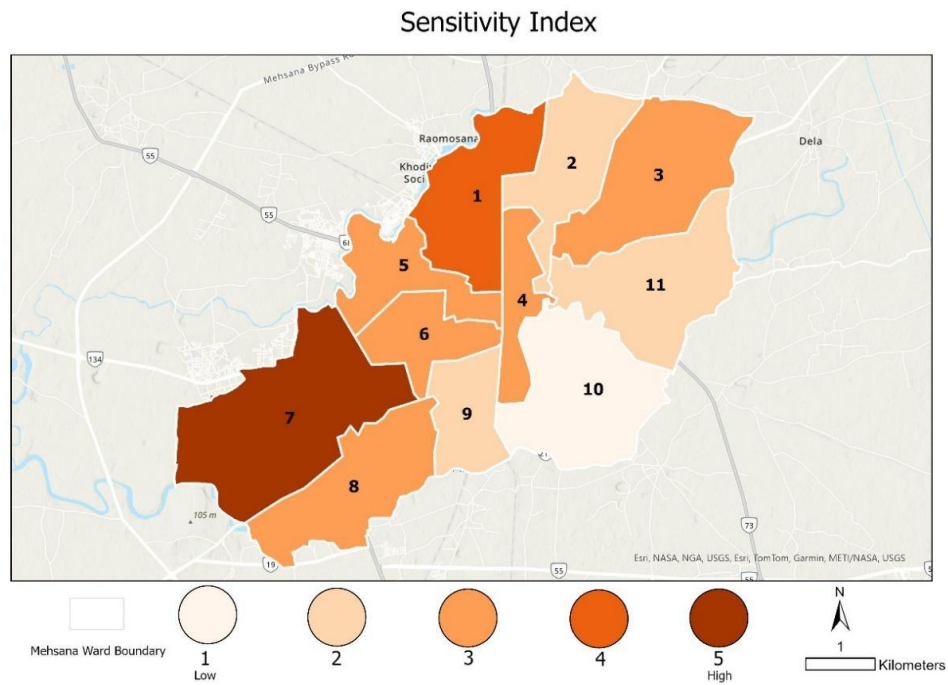 Sensitivity Index
Raomosana
Khodi
Soci
Dela
55
55
134
1
2
3
4
5
6
7
8
9
10
11
105 m
19
55
73
Esri, NASA, NGA, USGS, Esri, TomTom, Garmin, METI/NASA, USGS
Mehsana Bypass
Mehsana Ward Boundary
1
Low
2
3
4
5
High
N
1
Kilometers